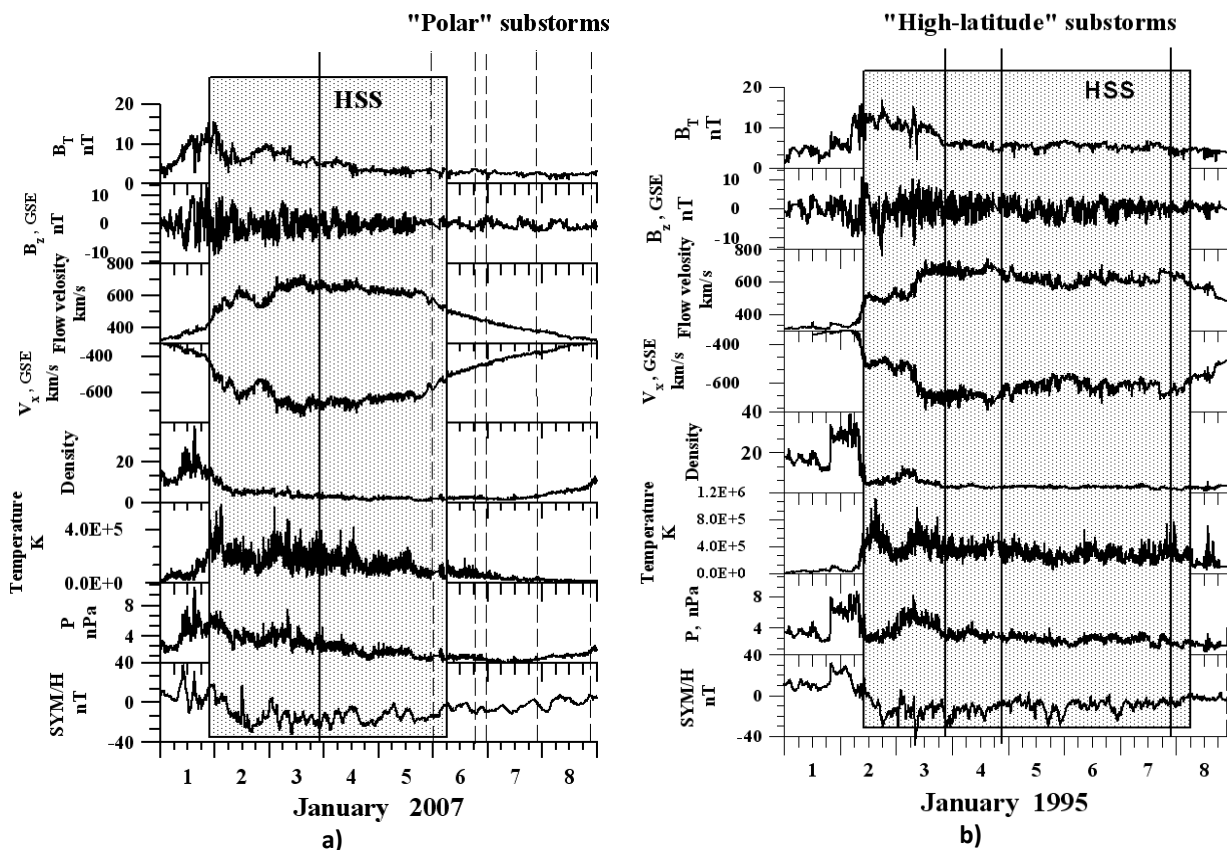 "Polar" substorms
HSS
20
10
0
B_T
nT
10
0
-10
B_z, GSE
nT
800
600
400
Flow velocity
km/s
-400
-600
V_x, GSE
km/s
20
0
Density
4.0E+5
0.0E+0
Temperature
K
8
4
P
nPa
40
0
-40
SYM/H
nT
1 2 3 4 5 6 7 8
January 2007
a)
"High-latitude" substorms
HSS
20
10
0
B_T
nT
10
0
-10
B_z, GSE
nT
600
400
Flow velocity
km/s
-400
-600
V_x, GSE
km/s
40
20
Density
1.2E+6
8.0E+5
4.0E+5
0.0E+0
Temperature
K
8
4
P, nPa
40
0
-40
SYM/H
nT
1 2 3 4 5 6 7 8
January 1995
b)